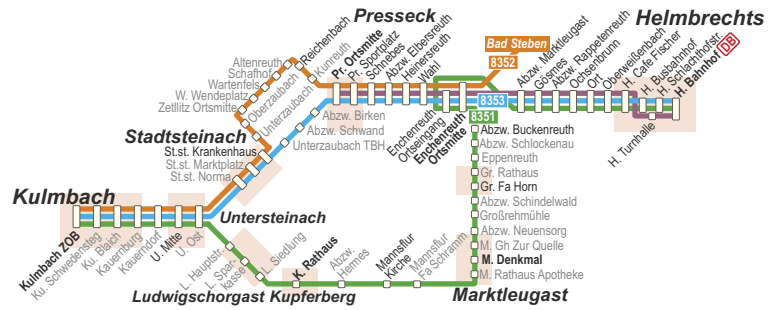 Presseck
Helmbrechts
Altenreuth
Schafhof
Wartenfels
W. Wendeplatz
Zettlitz Ortsmitte
Reichenbach
Kunreuth
Oberzaubach
Unterzaubach
Pr. Ortsmitte
Pr. Sportplatz
Schnebes
Abzw. Elbersreuth
Heinersreuth
Wahl
Bad Steben
8352
8353
8351
Abzw. Marktleugast
Gösmes
Abzw. Rappetenreuth
Ochsenbrunn
Ort
Oberweißenbach
H. Cafe Fischer
H. Busbahnhof
H. Schlachthofstr.
H. Bahnhof DB
H. Turnhalle
Abzw. Birken
Abzw. Schwand
Unterzaubach TBH
Enchenreuth
Ortseingang
Enchenreuth
Ortsmitte
Stadtsteinach
St.st. Krankenhaus
St.st. Marktplatz
St.st. Norma
Abzw. Buckenreuth
Abzw. Schlockenau
Eppenreuth
Gr. Rathaus
Gr. Fa Horn
Abzw. Schindelwald
Großrehmühle
Abzw. Neuensorg
M. Gh Zur Quelle
M. Denkmal
M. Rathaus Apotheke
Kulmbach
Untersteinach
Kulmbach ZOB
Ku. Schwedensteg
Ku. Blaich
Kauernburg
Kauerndorf
U. Mitte
U. Ost
L. Hauptstr.
L. Spar-
kasse
L. Siedlung
K. Rathaus
Abzw.
Hermes
Mannsflur
Kirche
Mannsflur
Fa Schramm
Ludwigschorgast
Kupferberg
Marktleugast